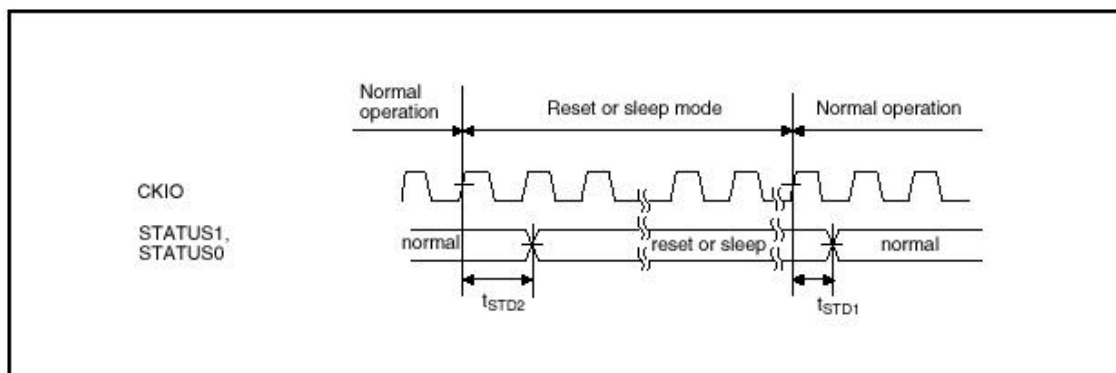 Normal
operation
Reset or sleep mode
Normal operation
CKIO
STATUS1,
STATUS0
normal
reset or sleep
normal
tSTD2
tSTD1